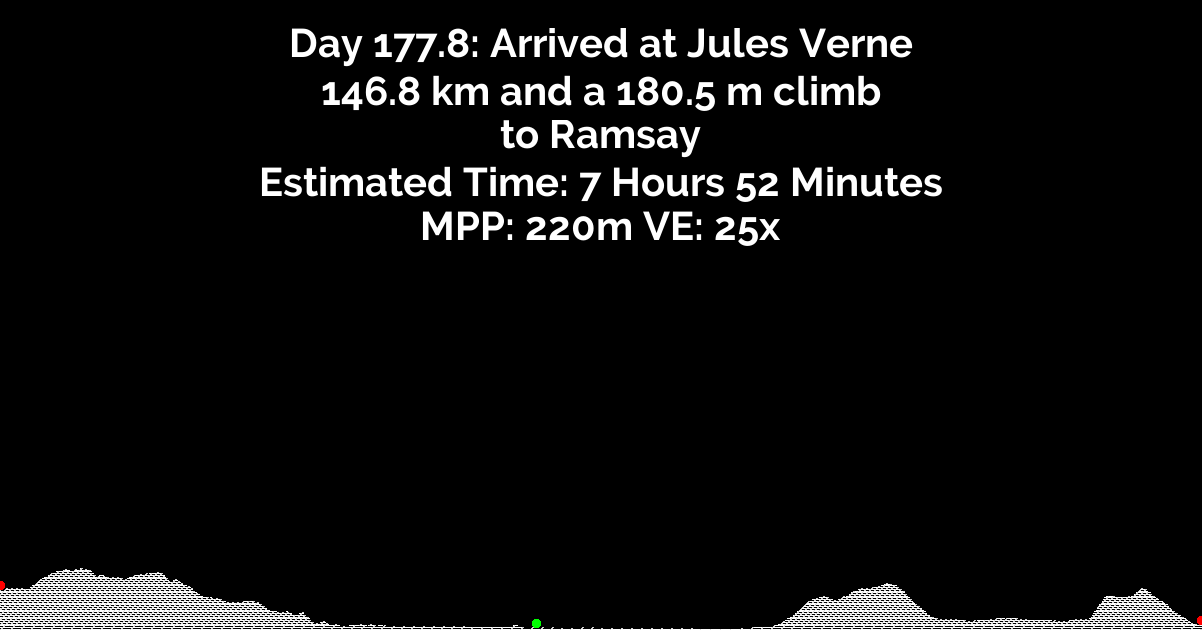 Day 177.8: Arrived at Jules Verne
146.8 km and a 180.5 m climb
to Ramsay
Estimated Time: 7 Hours 52 Minutes
MPP: 220m VE: 25x